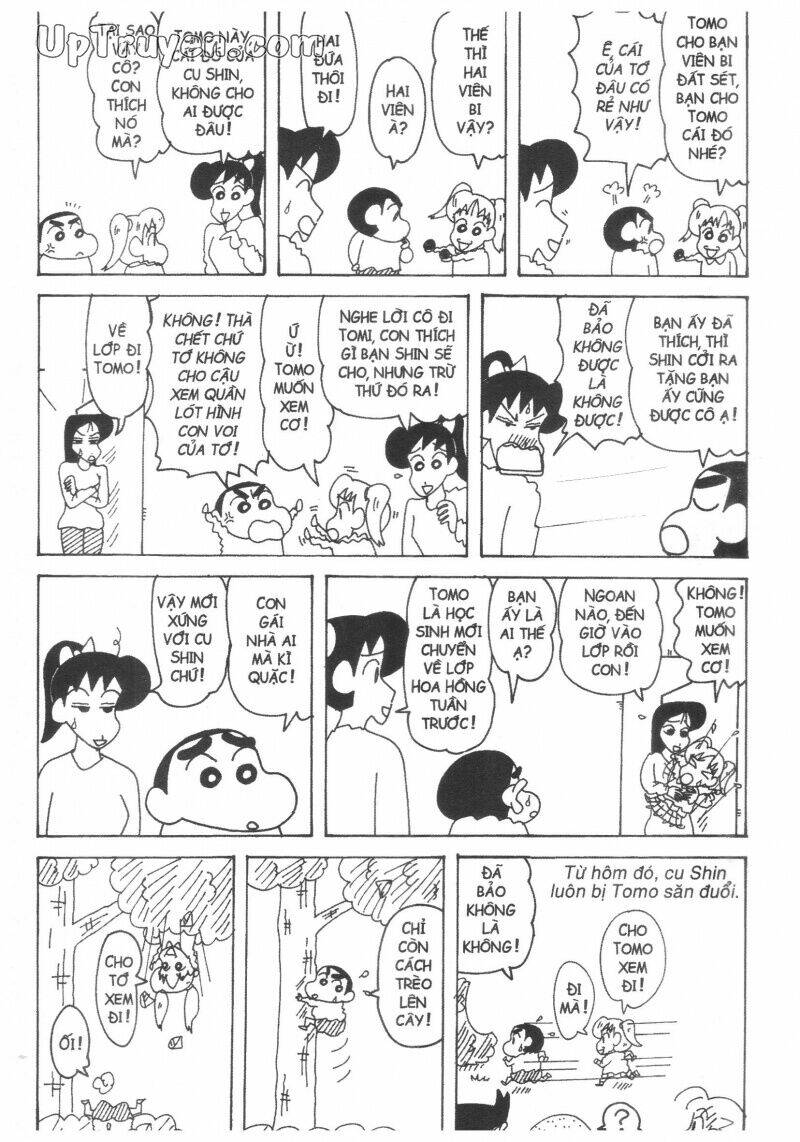 UpTruyen.com
TOMO
CHO BẠN
VIÊN BI
ĐẤT SÉT,
BẠN CHO
TOMO
CÁI ĐÓ
NHÉ?
Ê, CÁI
CỦA TỚ
ĐÂU CÓ
RẺ NHƯ
VẬY!
THẾ
THÌ
HAI
VIÊN
BI
VẬY?
HAI
VIÊN
À?
HAI
ĐỨA
THÔI
ĐI!
TOMO NÀY
CÁI ĐÓ CỦA
CU SHIN,
KHÔNG CHO
AI ĐƯỢC
ĐÂU!
TẠI SAO
CÔ?
CON
THÍCH
NÓ
MÀ?
BẠN ẤY ĐÃ
THÍCH, THÌ
SHIN CỞI RA
TẶNG BẠN
ẤY CŨNG
ĐƯỢC CÔ Ạ!
ĐÃ
BẢO
KHÔNG
ĐƯỢC
LÀ
KHÔNG
ĐƯỢC!
NGHE LỜI CÔ ĐI
TOMI, CON THÍCH
GÌ BẠN SHIN SẼ
CHO, NHƯNG TRỪ
THỨ ĐÓ RA!
Ứ
Ừ!
TOMO
MUỐN
XEM
CƠ!
KHÔNG! THÀ
CHẾT CHỨ
TỚ KHÔNG
CHO CẬU
XEM QUẦN
LÓT HÌNH
CON VOI
CỦA TỚ!
VỀ
LỚP ĐI
TOMO!
KHÔNG!
TOMO
MUỐN
XEM
CƠ!
NGOAN
NÀO, ĐẾN
GIỜ VÀO
LỚP RỒI
CON!
BẠN
ẤY LÀ
AI THẾ
Ạ?
TOMO
LÀ HỌC
SINH MỚI
CHUYỂN
VỀ LỚP
HOA HỒNG
TUẦN
TRƯỚC!
CON
GÁI
NHÀ AI
MÀ KÌ
QUẶC!
VẬY MỚI
XỨNG
VỚI CU
SHIN
CHỨ!
Từ hôm đó, cu Shin
luôn bị Tomo săn đuổi.
CHO
TOMO
XEM
ĐI!
ĐI
MÀ!
ĐÃ
BẢO
KHÔNG
LÀ
KHÔNG!
?
CHỈ
CÒN
CÁCH
TRÈO
LÊN
CÂY!
CHO
TỚ
XEM
ĐI!
ỐI!